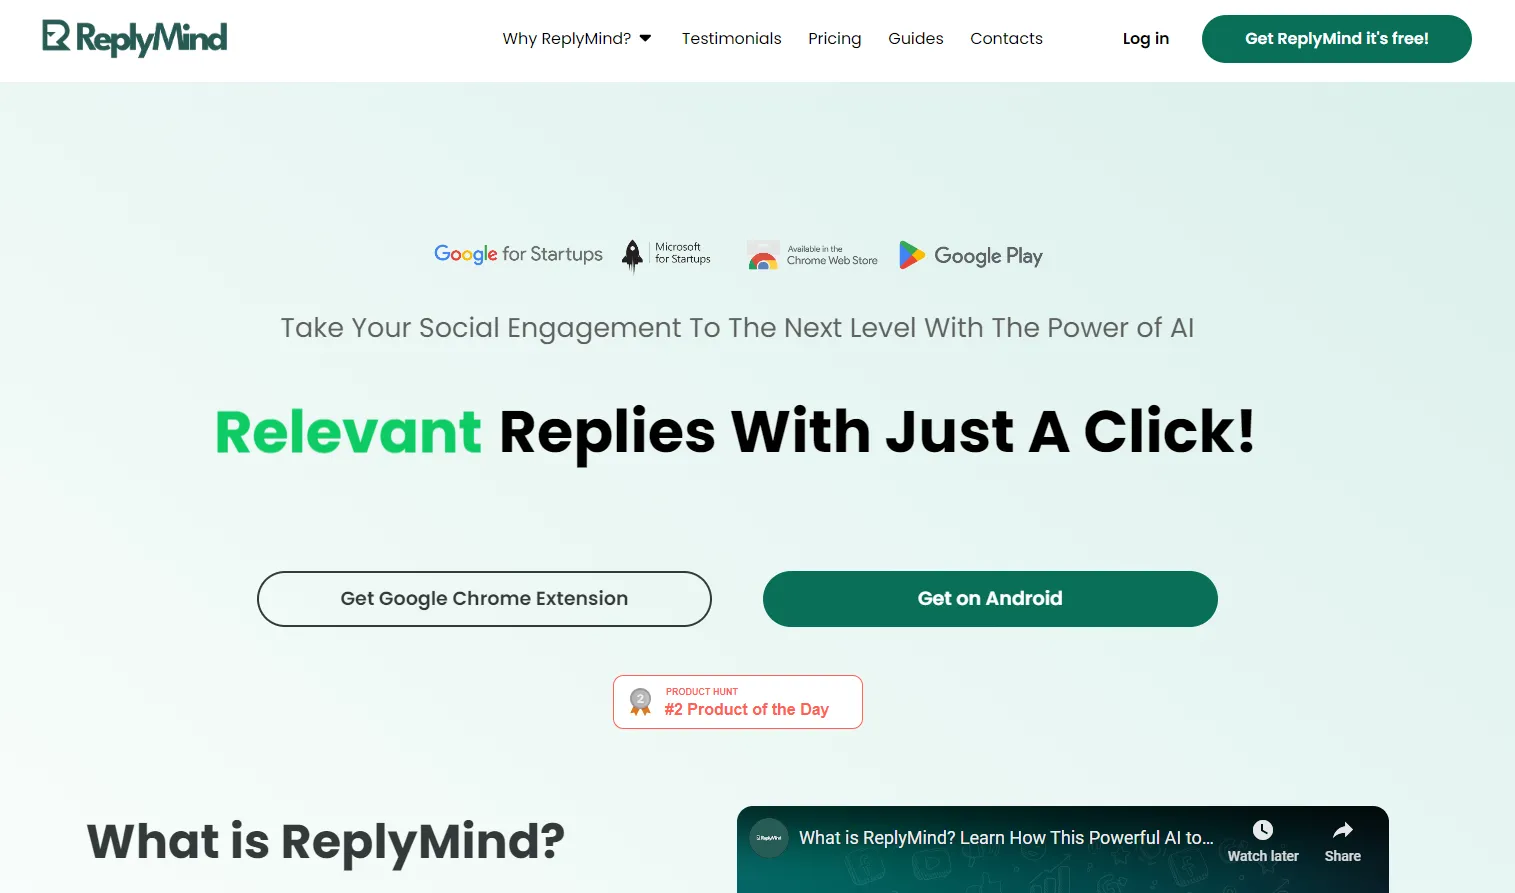 ReplyMind
Why ReplyMind?
Testimonials
Pricing
Guides
Contacts
Log in
Get ReplyMind it's free!
Google for Startups
Microsoft
for Startups
Available in the
Chrome Web Store
Google Play
Take Your Social Engagement To The Next Level With The Power of AI
Relevant Replies With Just A Click!
Get Google Chrome Extension
Get on Android
2
PRODUCT HUNT
#2 Product of the Day
What is ReplyMind?
ReplyMind
What is ReplyMind? Learn How This Powerful AI to...
Watch later
Share